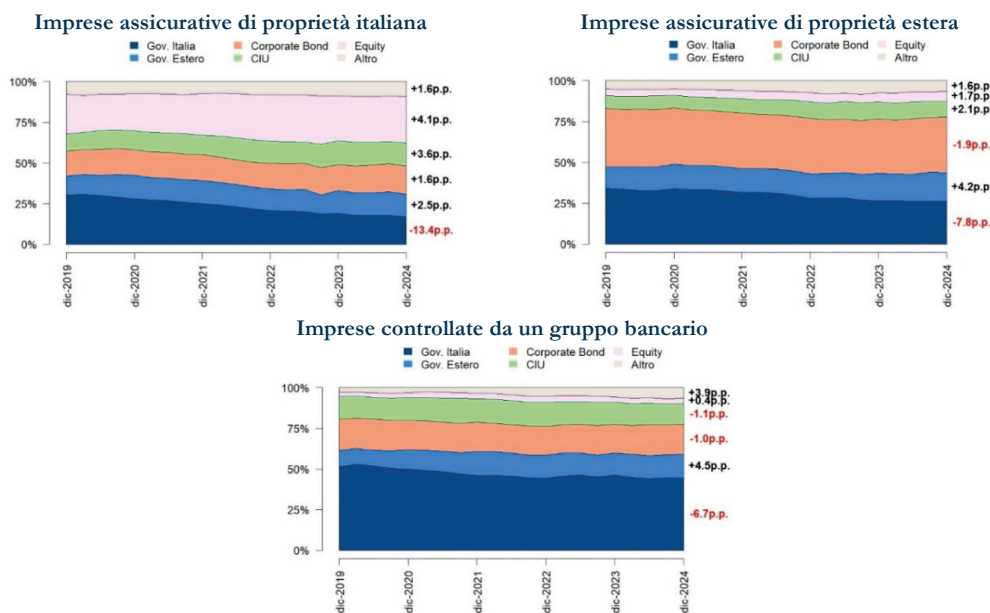 Imprese assicurative di proprietà italiana
Gov. Italia Corporate Bond Equity
Gov. Estero CIU Altro
100%
75%
50%
25%
0%
+1.6p.p.
+4.1p.p.
+3.6p.p.
+1.6p.p.
+2.5p.p.
-13.4p.p.
dic-2019
dic-2020
dic-2021
dic-2022
dic-2023
dic-2024
Imprese assicurative di proprietà estera
Gov. Italia Corporate Bond Equity
Gov. Estero CIU Altro
100%
75%
50%
25%
0%
+1.6p.p
+1.7p.p
+2.1p.p
-1.9p.p.
+4.2p.p
-7.8p.p.
dic-2019
dic-2020
dic-2021
dic-2022
dic-2023
dic-2024
Imprese controllate da un gruppo bancario
Gov. Italia Corporate Bond Equity
Gov. Estero CIU Altro
100%
75%
50%
25%
0%
+3.9p.p.
+0.4p.p.
-1.1p.p.
-1.0p.p.
+4.5p.p.
-6.7p.p.
dic-2019
dic-2020
dic-2021
dic-2022
dic-2023
dic-2024